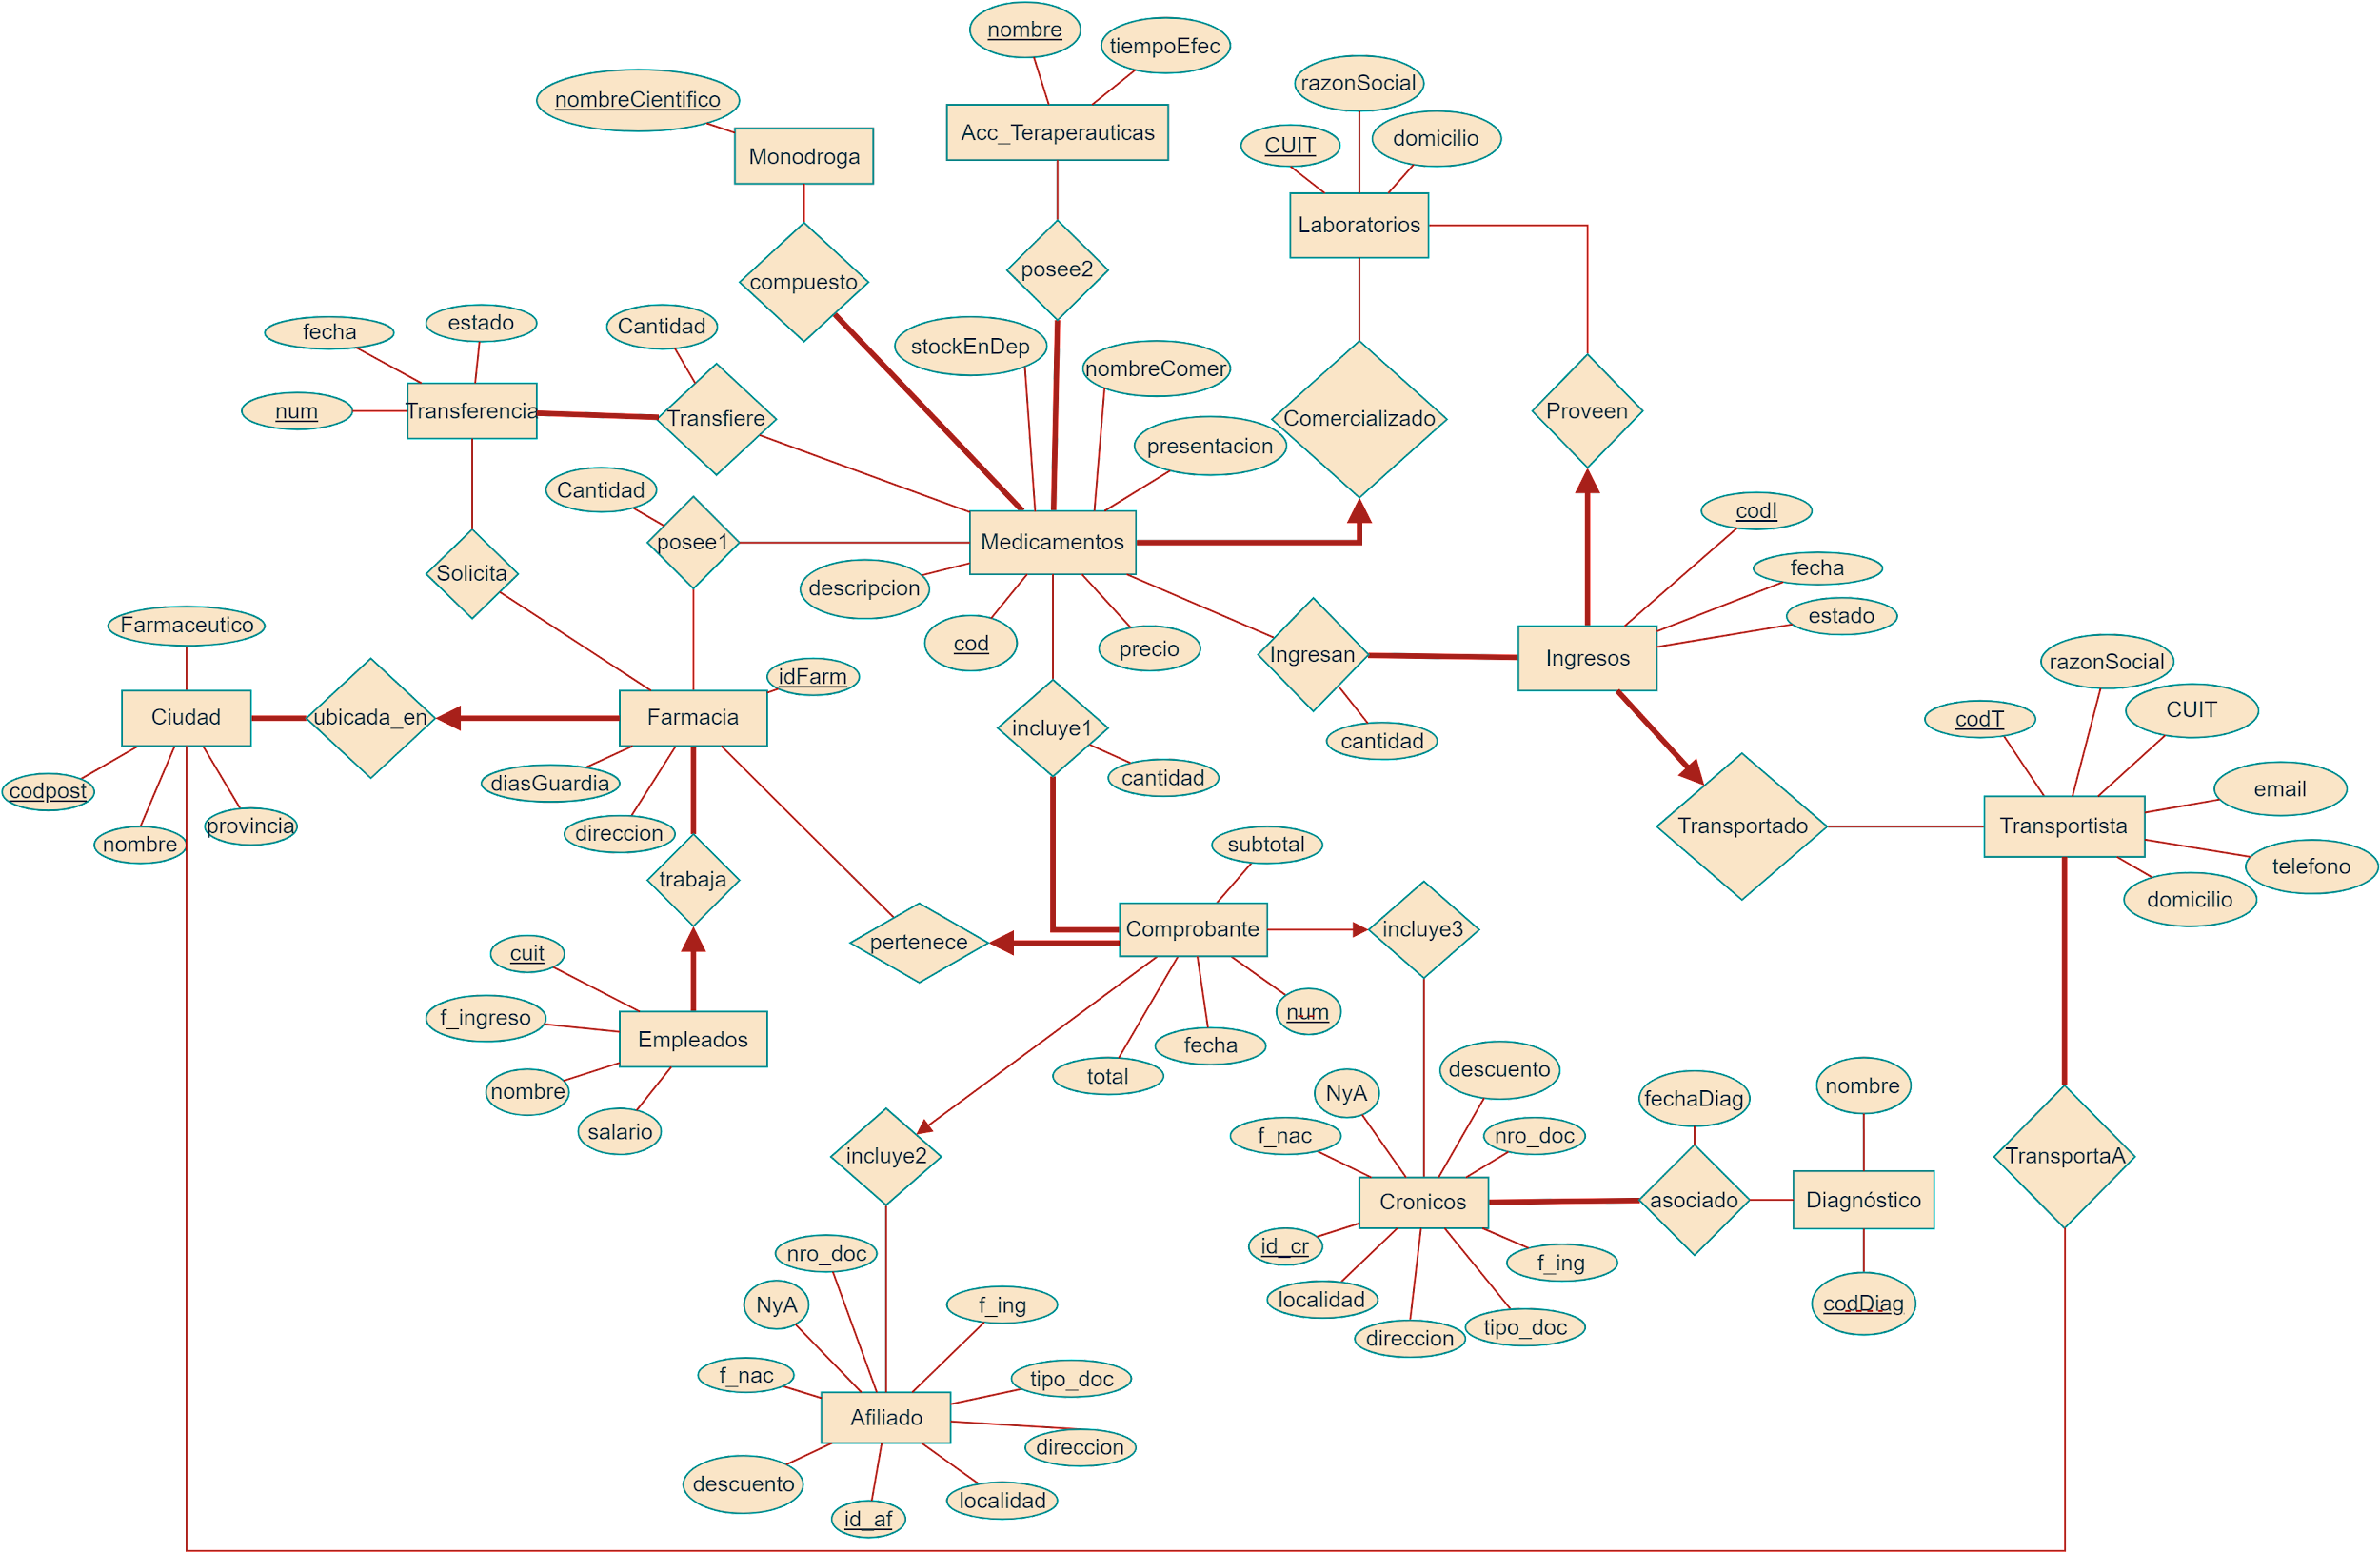 nombre
tiempoEfec
razonSocial
nombreCientifico
Acc_Teraperauticas
CUIT
domicilio
Monodroga
Laboratorios
posee2
compuesto
fecha
estado
Cantidad
stockEnDep
nombreComer
num
Transferencia
Transfiere
Comercializado
Proveen
presentacion
Cantidad
codI
posee1
Medicamentos
fecha
Solicita
descripcion
estado
Farmaceutico
cod
precio
Ingresan
Ingresos
razonSocial
idFarm
Ciudad
ubicada_en
Farmacia
codT
CUIT
incluye1
cantidad
codpost
diasGuardia
cantidad
email
nombre
provincia
direccion
Transportado
Transportista
subtotal
telefono
trabaja
domicilio
pertenece
Comprobante
incluye3
cuit
f_ingreso
num
Empleados
fecha
total
descuento
nombre
NyA
fechaDiag
nombre
salario
f_nac
nro_doc
incluye2
TransportaA
Cronicos
asociado
Diagnóstico
nro_doc
id_cr
f_ing
NyA
f_ing
localidad
codDiag
direccion
tipo_doc
f_nac
tipo_doc
Afiliado
direccion
descuento
localidad
id_af